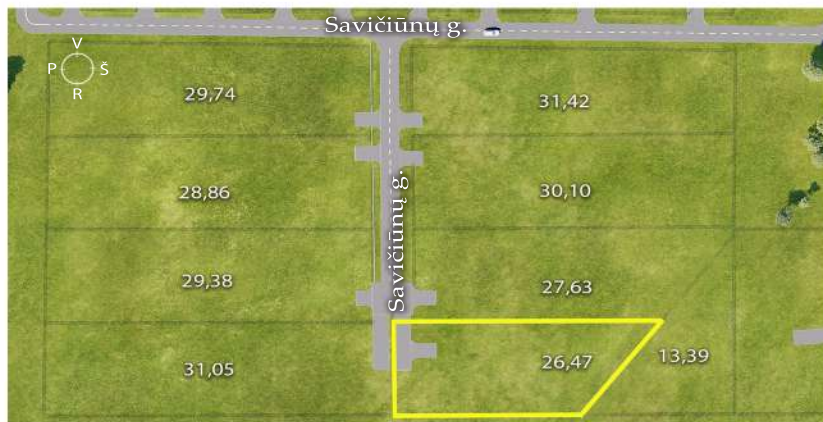 Savičiūnų g.
V
P Š
R
29,74
31,42
28,86
30,10
Savičiūnų g.
29,38
27,63
31,05
26,47
13,39